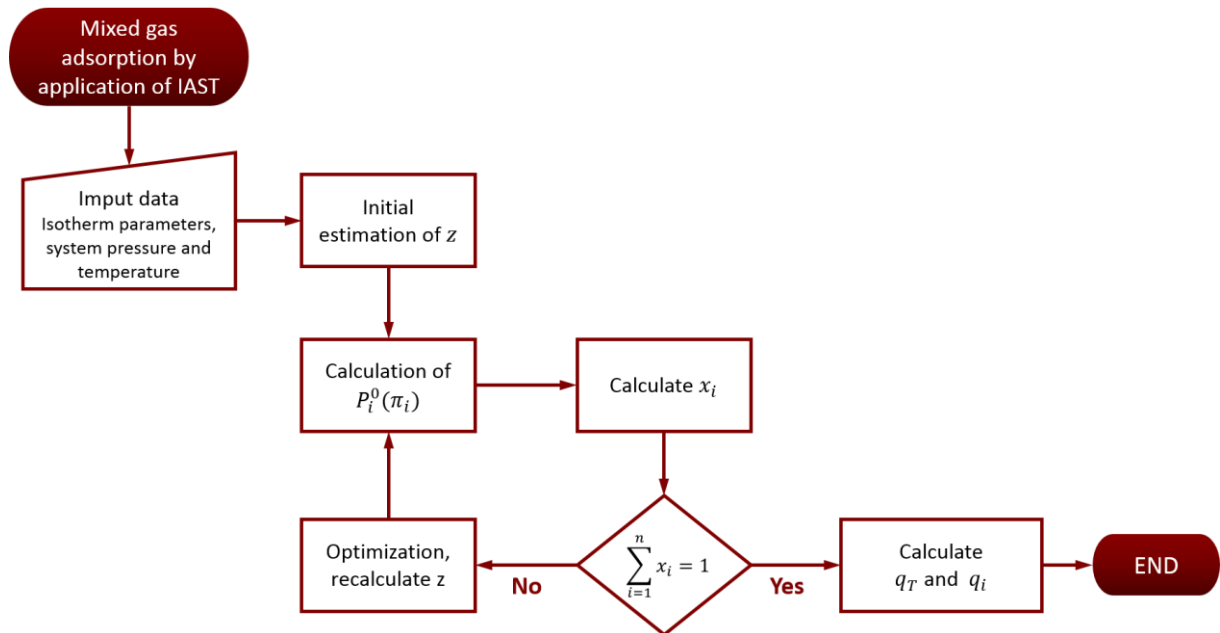 Mixed gas
adsorption by
application of IAST
Imput data
Isotherm parameters,
system pressure and
temperature
Initial
estimation of z
Calculation of
P_i^0(π_i)
Calculate x_i
Optimization,
recalculate z
No
∑_{i=1}^{n} x_i = 1
Yes
Calculate
q_T and q_i
END